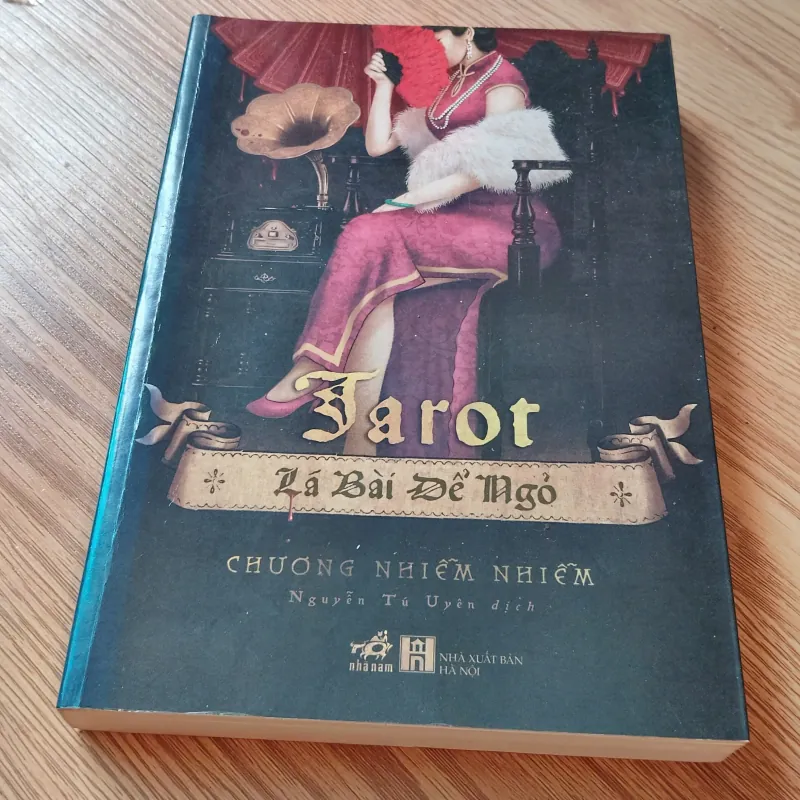 Tarot
Lá Bài Để Ngỏ
CHƯƠNG NHIỄM NHIỄM
Nguyễn Tú Uyên dịch
nhã nam
NHÀ XUẤT BẢN
HÀ NỘI